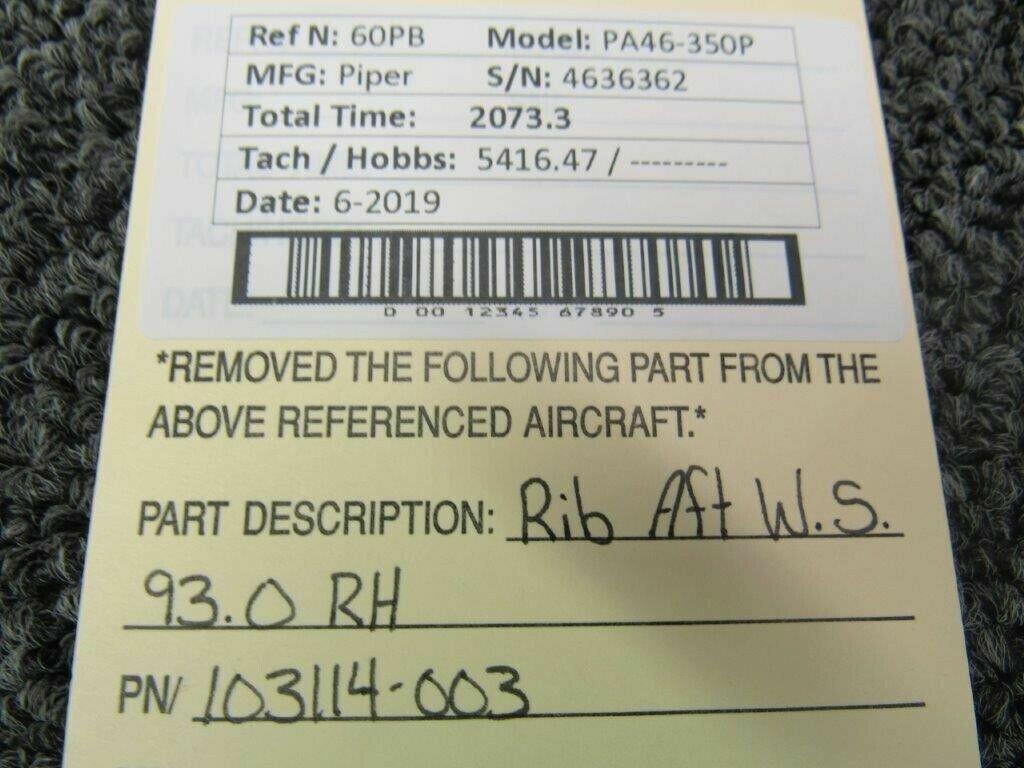 Ref N: 60PB Model: PA46-350P
MFG: Piper S/N: 4636362
Total Time: 2073.3
Tach / Hobbs: 5416.47 / ---------
Date: 6-2019
D 00 12345 67890 5
*REMOVED THE FOLLOWING PART FROM THE
ABOVE REFERENCED AIRCRAFT.*
PART DESCRIPTION: Rib Aft W.S.
93.0 RH
PN/ 103114-003